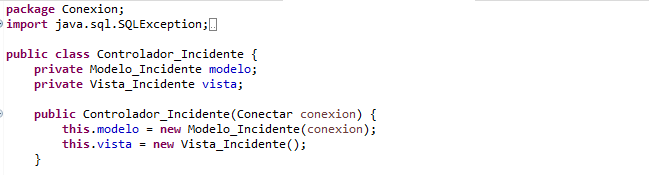 package Conexion;
import java.sql.SQLException;
public class Controlador_Incidente {
private Modelo_Incidente modelo;
private Vista_Incidente vista;
public Controlador_Incidente(Conectar conexion) {
this.modelo = new Modelo_Incidente(conexion);
this.vista = new Vista_Incidente();
}